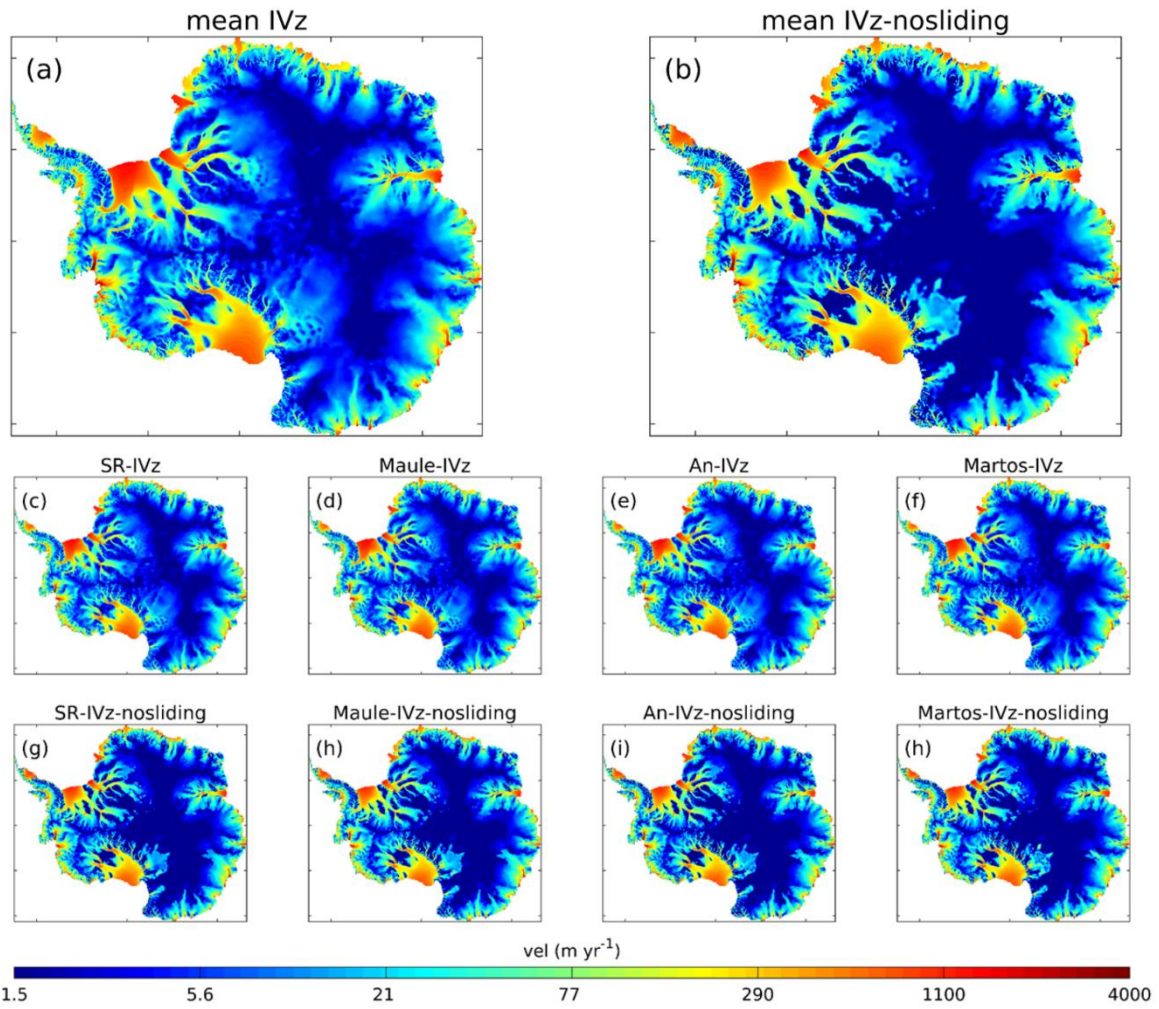 mean IVz
mean IVz-nosliding
(a)
(b)
SR-IVz
Maule-IVz
An-IVz
Martos-IVz
(c)
(d)
(e)
(f)
SR-IVz-nosliding
Maule-IVz-nosliding
An-IVz-nosliding
Martos-IVz-nosliding
(g)
(h)
(i)
(h)
vel (m yr⁻¹)
1.5 5.6 21 77 290 1100 4000